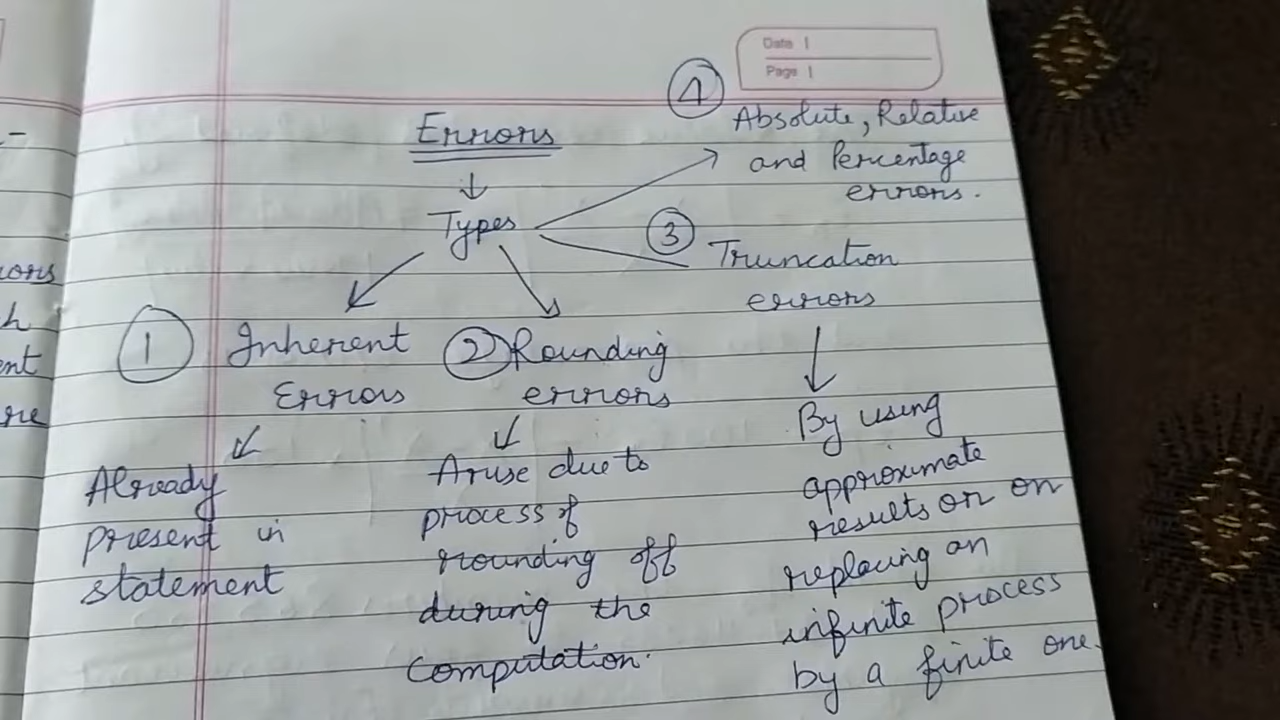 Date
Page
Errors
Types
④
Absolute, Relative
and Percentage
errors.
③
Truncation
errors
By using
approximate
results or on
replacing an
infinite process
by a finite one.
①
Inherent
Errors
Already
present in
statement
②
Rounding
errors
Aruse due to
process of
rounding off
during the
computation.